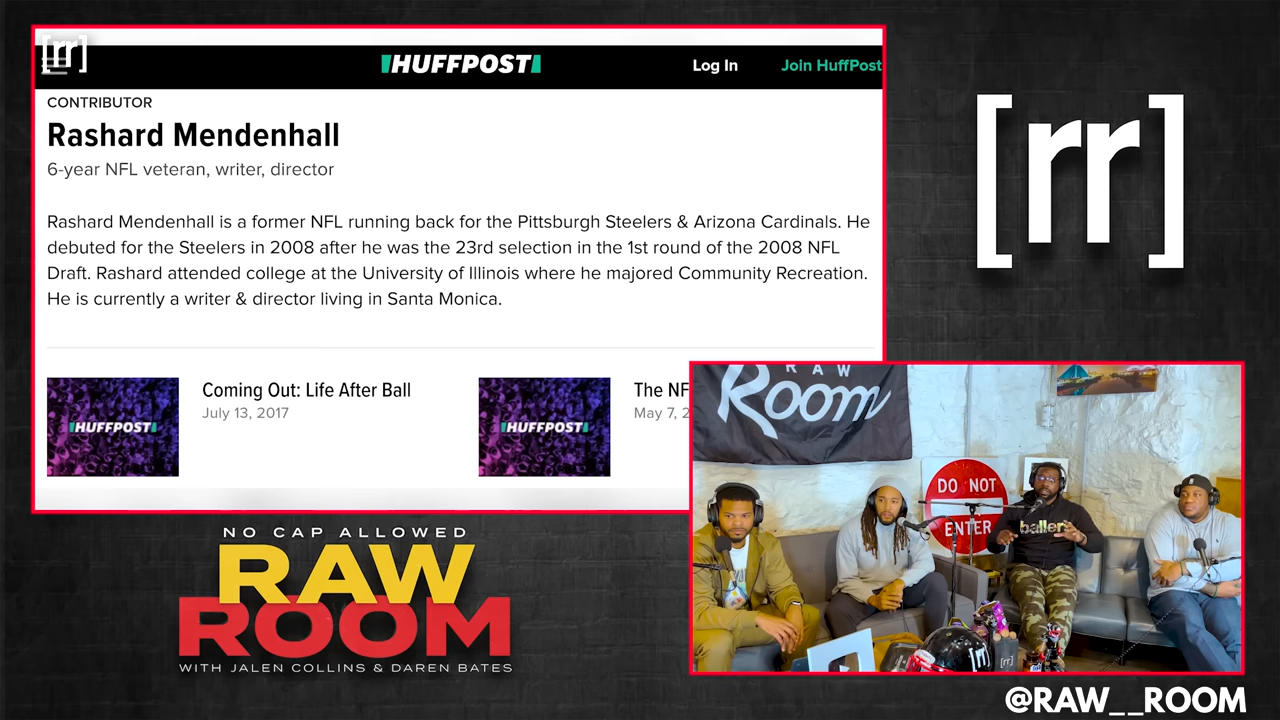 [rr]
HUFFPOST
Log In
Join HuffPost
CONTRIBUTOR
Rashard Mendenhall
6-year NFL veteran, writer, director
Rashard Mendenhall is a former NFL running back for the Pittsburgh Steelers & Arizona Cardinals. He
debuted for the Steelers in 2008 after he was the 23rd selection in the 1st round of the 2008 NFL
Draft. Rashard attended college at the University of Illinois where he majored Community Recreation.
He is currently a writer & director living in Santa Monica.
HUFFPOST
Coming Out: Life After Ball
July 13, 2017
HUFFPOST
The NF
May 7, 2
[rr]
RAW
Room
DO NOT
ENTER
ballers
[rr]
[rr]
NO CAP ALLOWED
RAW
ROOM
WITH JALEN COLLINS & DAREN BATES
@RAW__ROOM